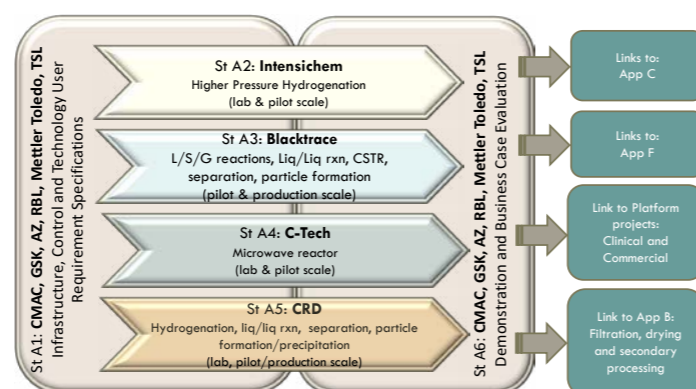 St A1: CMAC, GSK, AZ, RBL, Mettler Toledo, TSL
Infrastructure, Control and Technology User
Requirement Specifications
St A2: Intensichem
Higher Pressure Hydrogenation
(lab & pilot scale)
St A3: Blacktrace
L/S/G reactions, Liq/Liq rxn, CSTR,
separation, particle formation
(pilot & production scale)
St A4: C-Tech
Microwave reactor
(lab & pilot scale)
St A5: CRD
Hydrogenation, liq/liq rxn, separation, particle
formation/precipitation
(lab, pilot/production scale)
St A6: CMAC, GSK, AZ, RBL, Mettler Toledo, TSL
Demonstration and Business Case Evaluation
Links to:
App C
Links to:
App F
Link to Platform
projects:
Clinical and
Commercial
Link to App B:
Filtration, drying
and secondary
processing